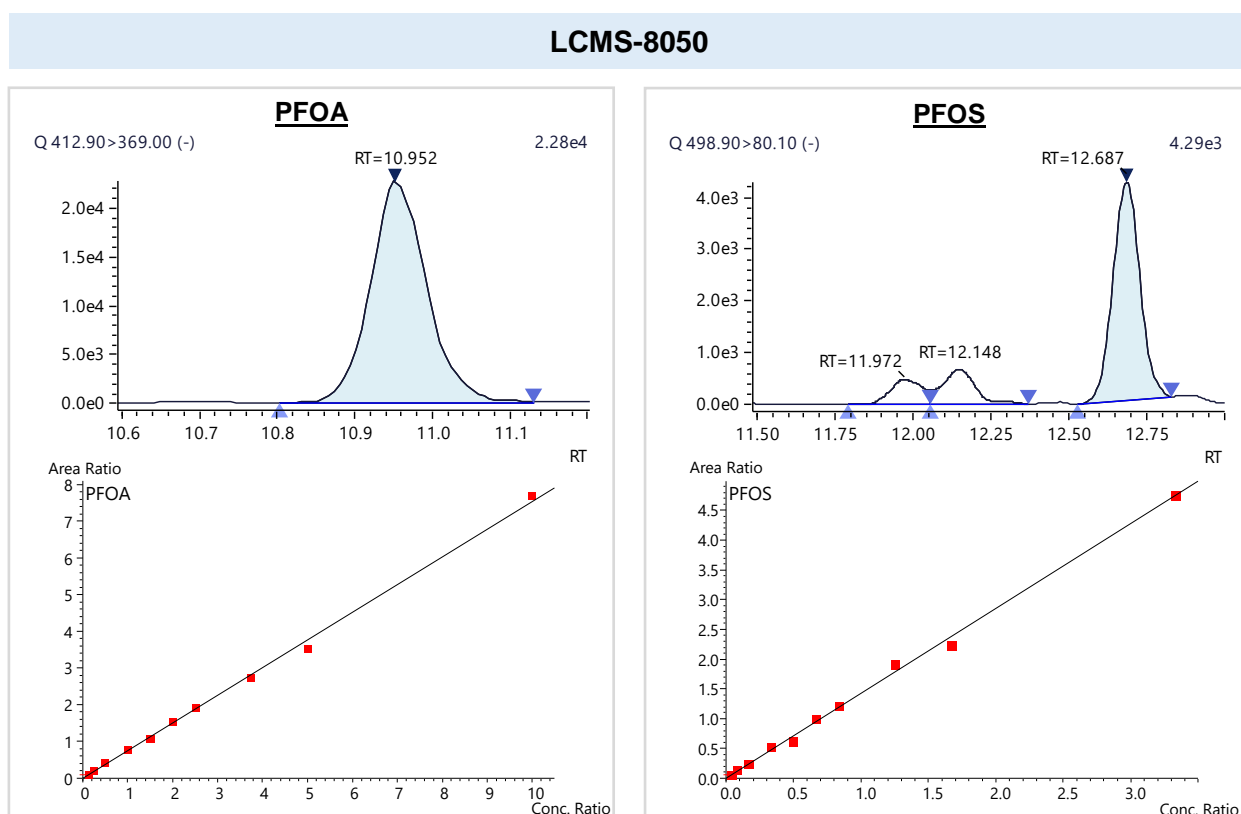 LCMS-8050
PFOA
Q 412.90>369.00 (-) 2.28e4
RT=10.952
2.0e4
1.5e4
1.0e4
5.0e3
0.0e0
10.6 10.7 10.8 10.9 11.0 11.1
RT
Area Ratio
PFOA
8
7
6
5
4
3
2
1
0
0 1 2 3 4 5 6 7 8 9 10
Conc. Ratio
PFOS
Q 498.90>80.10 (-) 4.29e3
RT=12.687
4.0e3
3.0e3
2.0e3
1.0e3
0.0e0
RT=11.972 RT=12.148
11.50 11.75 12.00 12.25 12.50 12.75
RT
Area Ratio
PFOS
4.5
4.0
3.5
3.0
2.5
2.0
1.5
1.0
0.5
0.0
0.0 0.5 1.0 1.5 2.0 2.5 3.0
Conc. Ratio